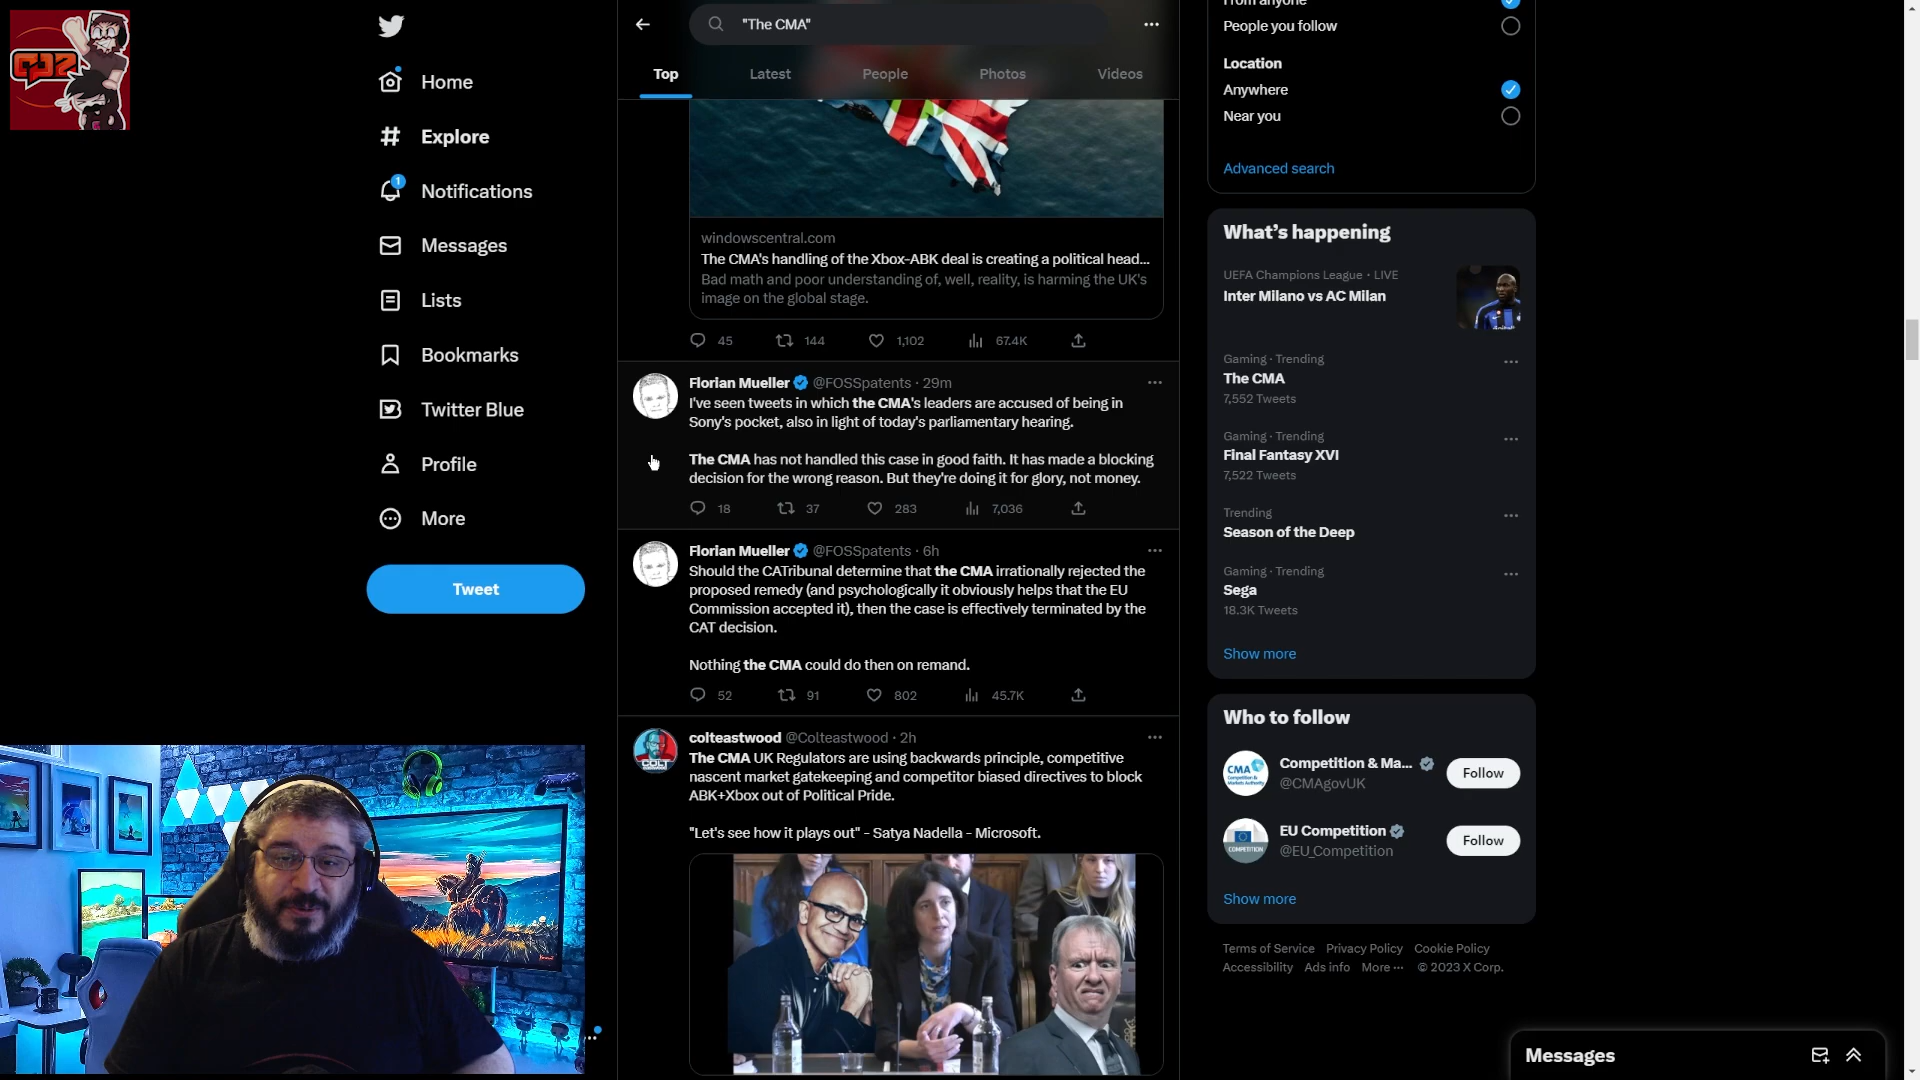 Home
Explore
1
Notifications
Messages
Lists
Bookmarks
Twitter Blue
Profile
More
Tweet
"The CMA"
Top
Latest
People
Photos
Videos
windowscentral.com
The CMA's handling of the Xbox-ABK deal is creating a political head...
Bad math and poor understanding of, well, reality, is harming the UK's
image on the global stage.
45 144 1,102 67.4K
Florian Mueller @FOSSpatents · 29m
I've seen tweets in which the CMA's leaders are accused of being in
Sony's pocket, also in light of today's parliamentary hearing.
The CMA has not handled this case in good faith. It has made a blocking
decision for the wrong reason. But they're doing it for glory, not money.
18 37 283 7,036
Florian Mueller @FOSSpatents · 6h
Should the CATribunal determine that the CMA irrationally rejected the
proposed remedy (and psychologically it obviously helps that the EU
Commission accepted it), then the case is effectively terminated by the
CAT decision.
Nothing the CMA could do then on remand.
52 91 802 45.7K
colteastwood @Colteastwood · 2h
The CMA UK Regulators are using backwards principle, competitive
nascent market gatekeeping and competitor biased directives to block
ABK+Xbox out of Political Pride.
"Let's see how it plays out" - Satya Nadella - Microsoft.
COLT
From anyone
People you follow
Location
Anywhere
Near you
Advanced search
What's happening
UEFA Champions League · LIVE
Inter Milano vs AC Milan
Gaming · Trending
The CMA
7,552 Tweets
Gaming · Trending
Final Fantasy XVI
7,522 Tweets
Trending
Season of the Deep
Gaming · Trending
Sega
18.3K Tweets
Show more
Who to follow
CMA
Competition & Ma...
@CMAgovUK
Follow
COMPETITION
EU Competition
@EU_Competition
Follow
Show more
Terms of Service Privacy Policy Cookie Policy
Accessibility Ads info More ··· © 2023 X Corp.
Messages